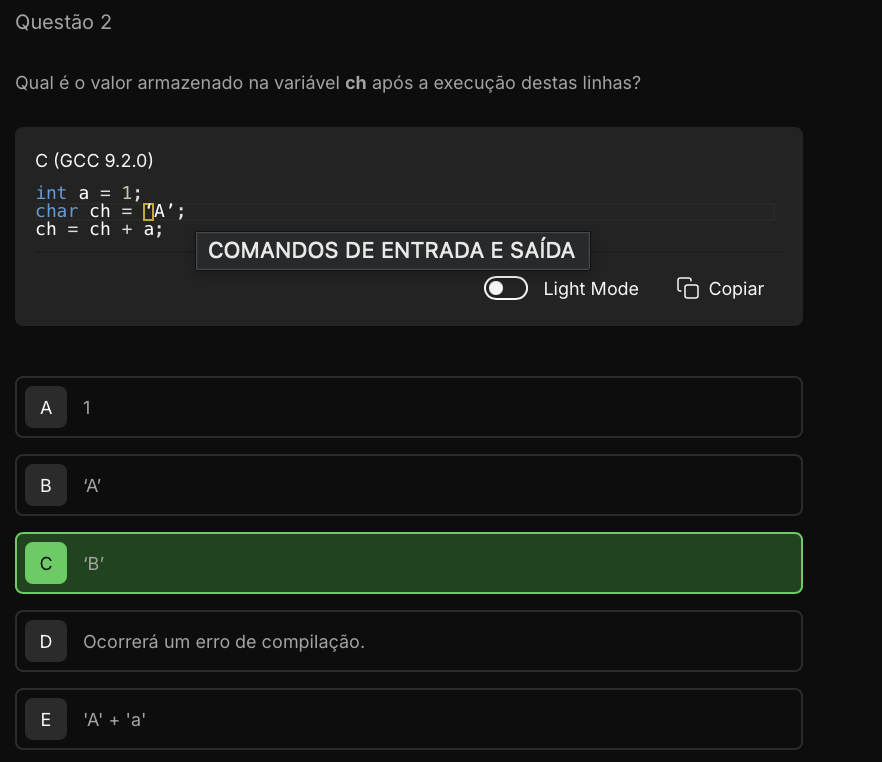 Questão 2
Qual é o valor armazenado na variável ch após a execução destas linhas?
C (GCC 9.2.0)
int a = 1;
char ch = ‘A’;
ch = ch + a;
COMANDOS DE ENTRADA E SAÍDA
Light Mode
Copiar
A 1
B ‘A’
C ‘B’
D Ocorrerá um erro de compilação.
E 'A' + 'a'